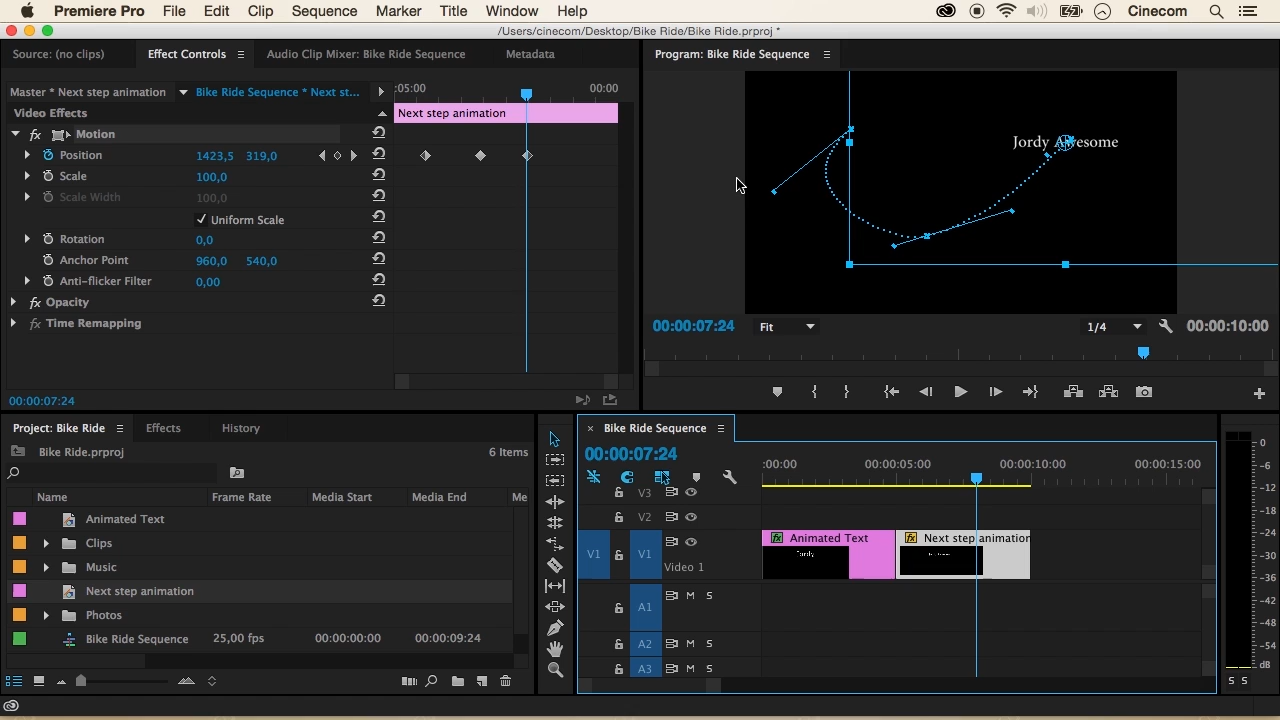 Premiere Pro File Edit Clip Sequence Marker Title Window Help Cinecom
/Users/cinecom/Desktop/Bike Ride/Bike Ride.prproj *
Source: (no clips) Effect Controls Audio Clip Mixer: Bike Ride Sequence Metadata
Program: Bike Ride Sequence
Master * Next step animation Bike Ride Sequence * Next st... :05:00 00:00
Video Effects
Next step animation
fx Motion
Position 1423,5 319,0
Scale 100,0
Scale Width 100,0
Uniform Scale
Rotation 0,0
Anchor Point 960,0 540,0
Anti-flicker Filter 0,00
fx Opacity
fx Time Remapping
00:00:07:24
Jordy Awesome
00:00:07:24 Fit 1/4 00:00:10:00
Project: Bike Ride Effects History
Bike Ride.prproj 6 Items
Name Frame Rate Media Start Media End Me
Animated Text
Clips
Music
Next step animation
Photos
Bike Ride Sequence 25,00 fps 00:00:00:00 00:00:09:24
× Bike Ride Sequence
00:00:07:24
:00:00 00:00:05:00 00:00:10:00 00:00:15:00
V3
V2
V1 V1 Video 1
fx Animated Text fx Next step animation
Jordy
A1 M S
A2 M S
A3 M S
0
-6
-12
-18
-24
-30
-36
-42
-48
-54
dB
S S